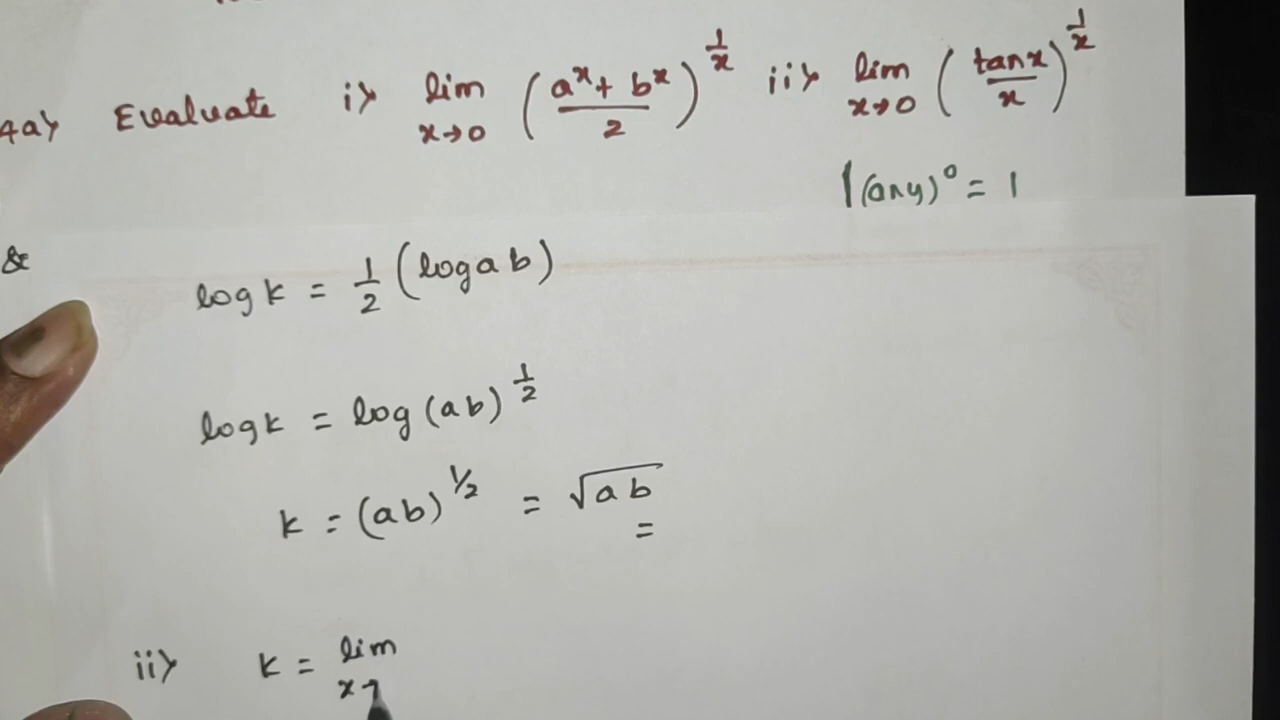 4a) Evaluate i) lim x→0 ( (a^x + b^x) / 2 )^(1/x) ii) lim x→0 ( tanx / x )^(1/x)
(any)^0 = 1
&
log k = 1/2 (log ab)
log k = log (ab)^(1/2)
k = (ab)^(1/2) = √ab
ii) k = lim x→